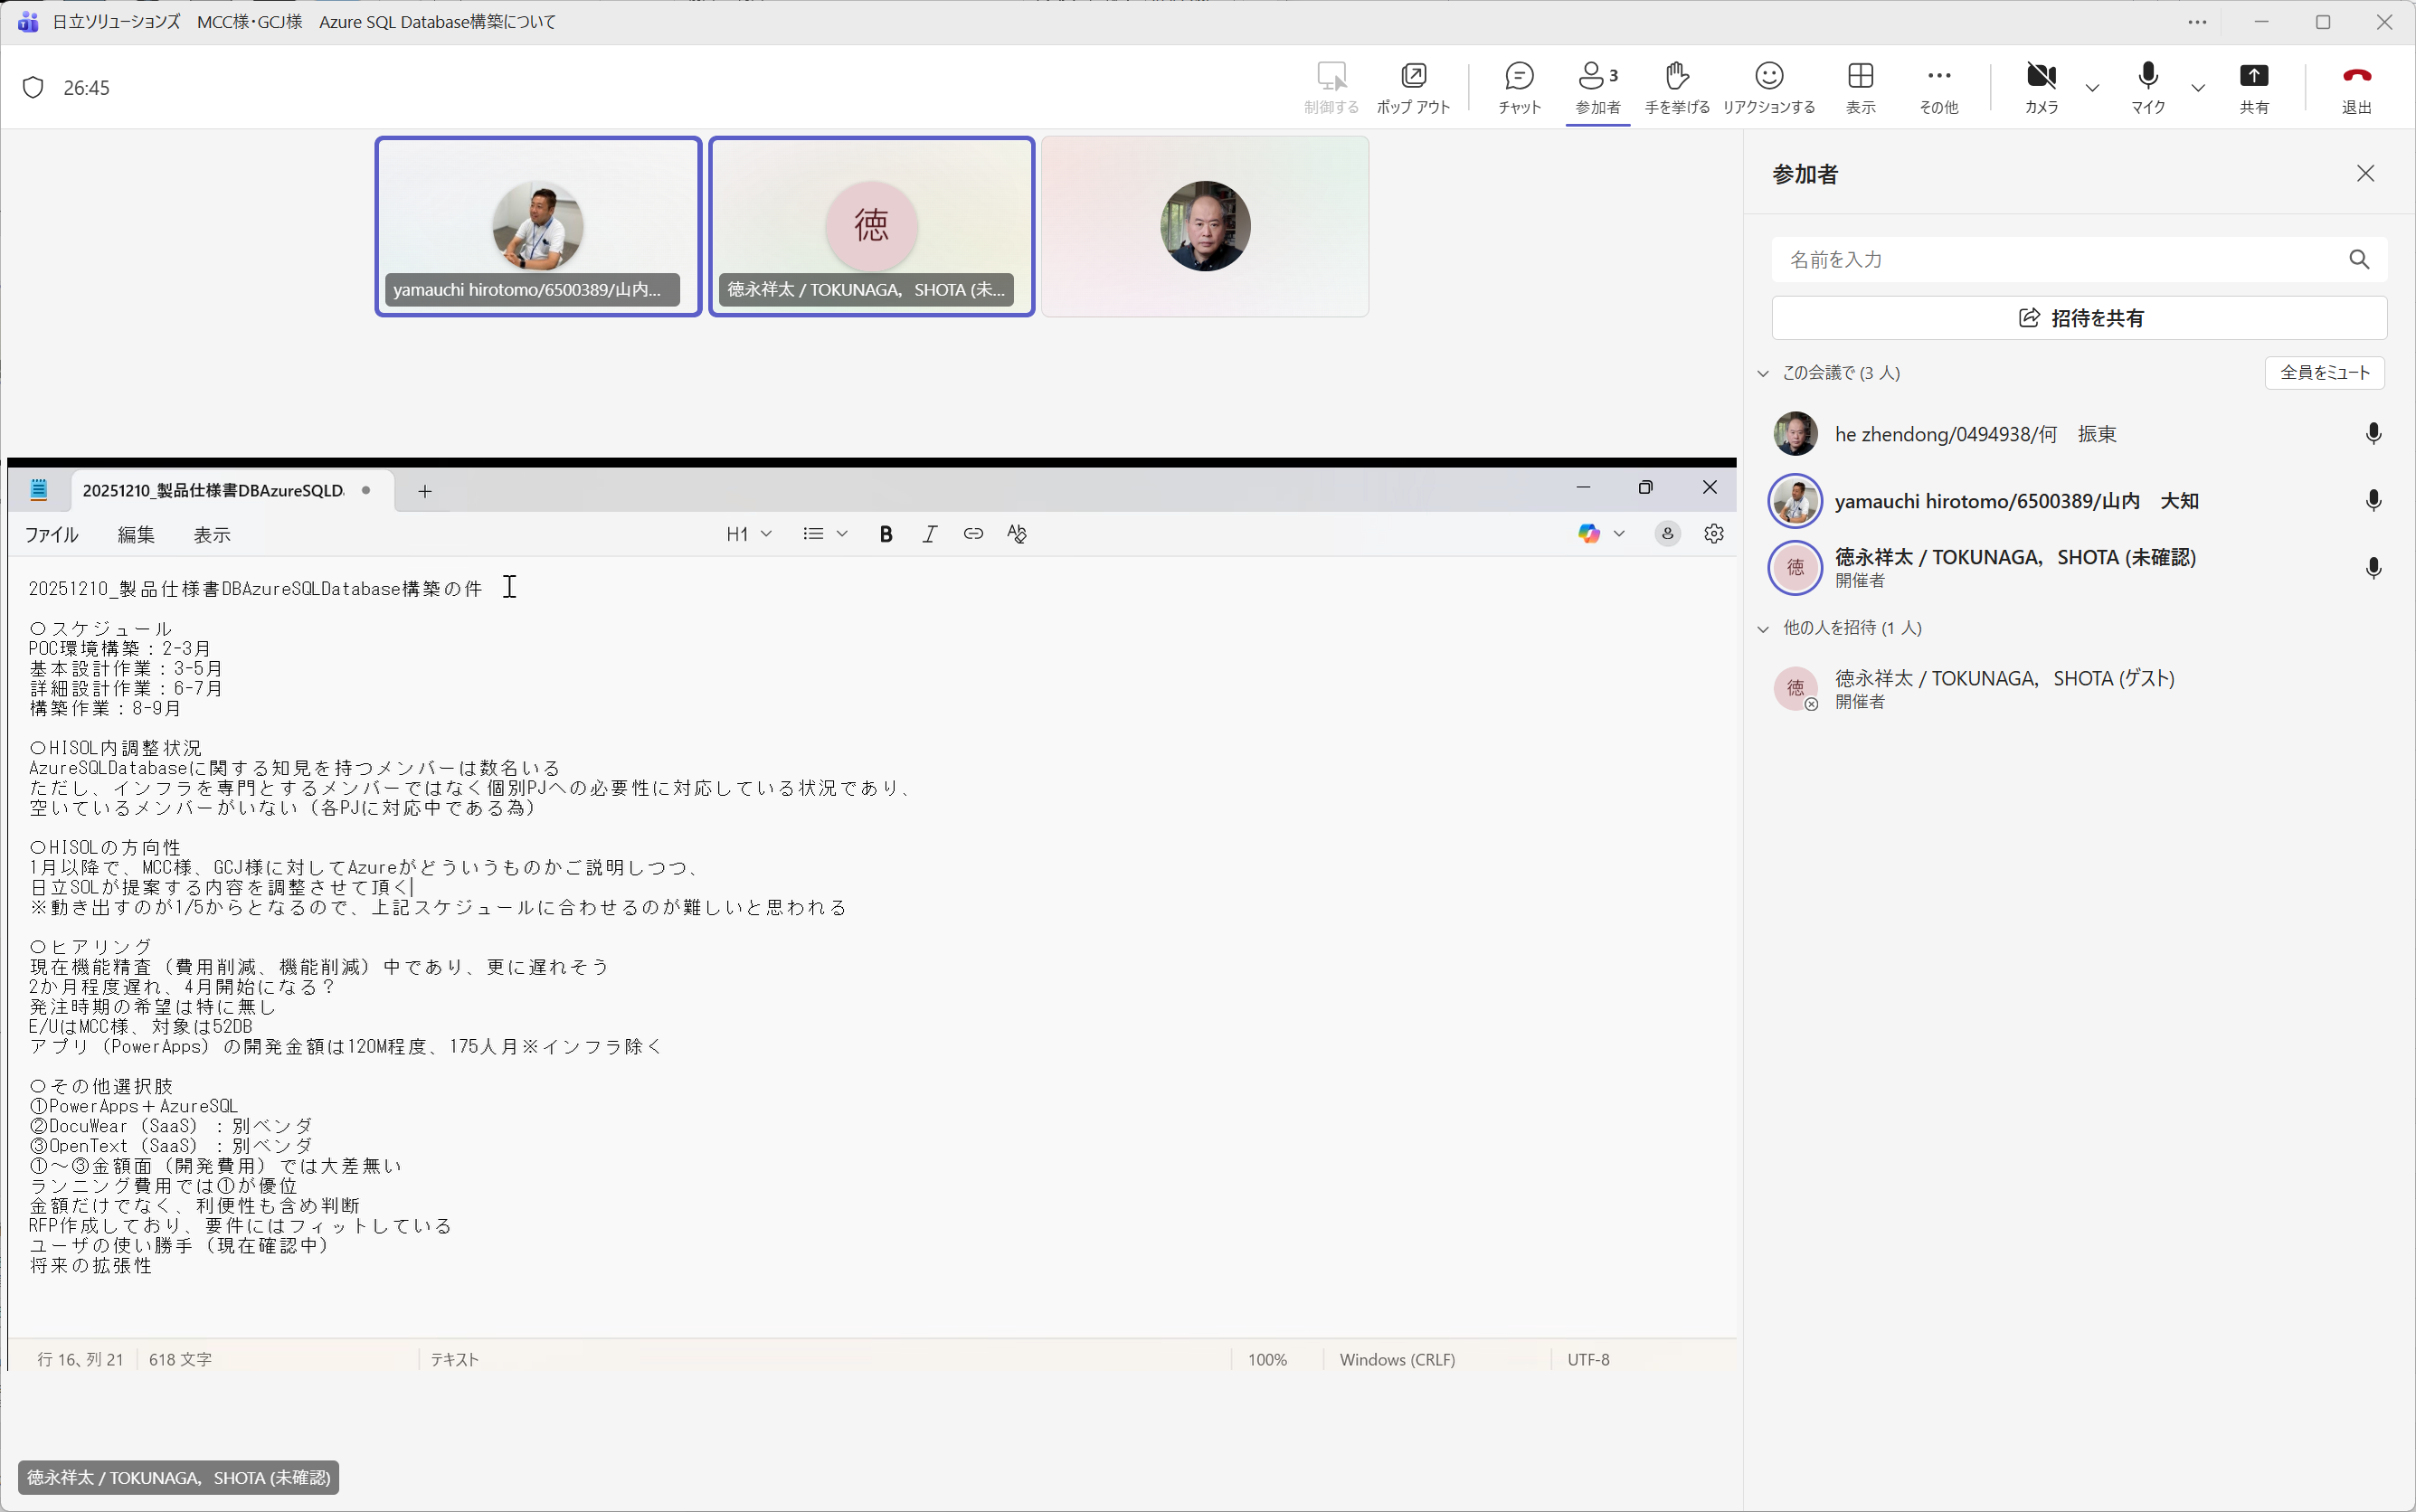 日立ソリューションズ　MCC様・GCJ様　Azure SQL Database構築について
26:45
制御する
ポップ アウト
チャット
3
参加者
手を挙げる
リアクションする
表示
その他
カメラ
マイク
共有
退出
yamauchi hirotomo/6500389/山内...
徳
徳永祥太 / TOKUNAGA，SHOTA (未...
参加者
名前を入力
招待を共有
この会議で (3 人)
全員をミュート
he zhendong/0494938/何　振東
yamauchi hirotomo/6500389/山内　大知
徳
徳永祥太 / TOKUNAGA，SHOTA (未確認)
開催者
他の人を招待 (1 人)
徳
徳永祥太 / TOKUNAGA，SHOTA (ゲスト)
開催者
20251210_製品仕様書DBAzureSQLD
ファイル
編集
表示
H1
B
I
20251210_製品仕様書DBAzureSQLDatabase構築の件
〇スケジュール
POC環境構築：2-3月
基本設計作業：3-5月
詳細設計作業：6-7月
構築作業：8-9月
〇HISOL内調整状況
AzureSQLDatabaseに関する知見を持つメンバーは数名いる
ただし、インフラを専門とするメンバーではなく個別PJへの必要性に対応している状況であり、
空いているメンバーがいない（各PJに対応中である為）
〇HISOLの方向性
1月以降で、MCC様、GCJ様に対してAzureがどういうものかご説明しつつ、
日立SOLが提案する内容を調整させて頂く
※動き出すのが1/5からとなるので、上記スケジュールに合わせるのが難しいと思われる
〇ヒアリング
現在機能精査（費用削減、機能削減）中であり、更に遅れそう
2か月程度遅れ、4月開始になる？
発注時期の希望は特に無し
E/UはMCC様、対象は52DB
アプリ（PowerApps）の開発金額は120M程度、175人月※インフラ除く
〇その他選択肢
①PowerApps＋AzureSQL
②DocuWear（SaaS）：別ベンダ
③OpenText（SaaS）：別ベンダ
①～③金額面（開発費用）では大差無い
ランニング費用では①が優位
金額だけでなく、利便性も含め判断
RFP作成しており、要件にはフィットしている
ユーザの使い勝手（現在確認中）
将来の拡張性
行 16、列 21
618 文字
テキスト
100%
Windows (CRLF)
UTF-8
徳永祥太 / TOKUNAGA，SHOTA (未確認)